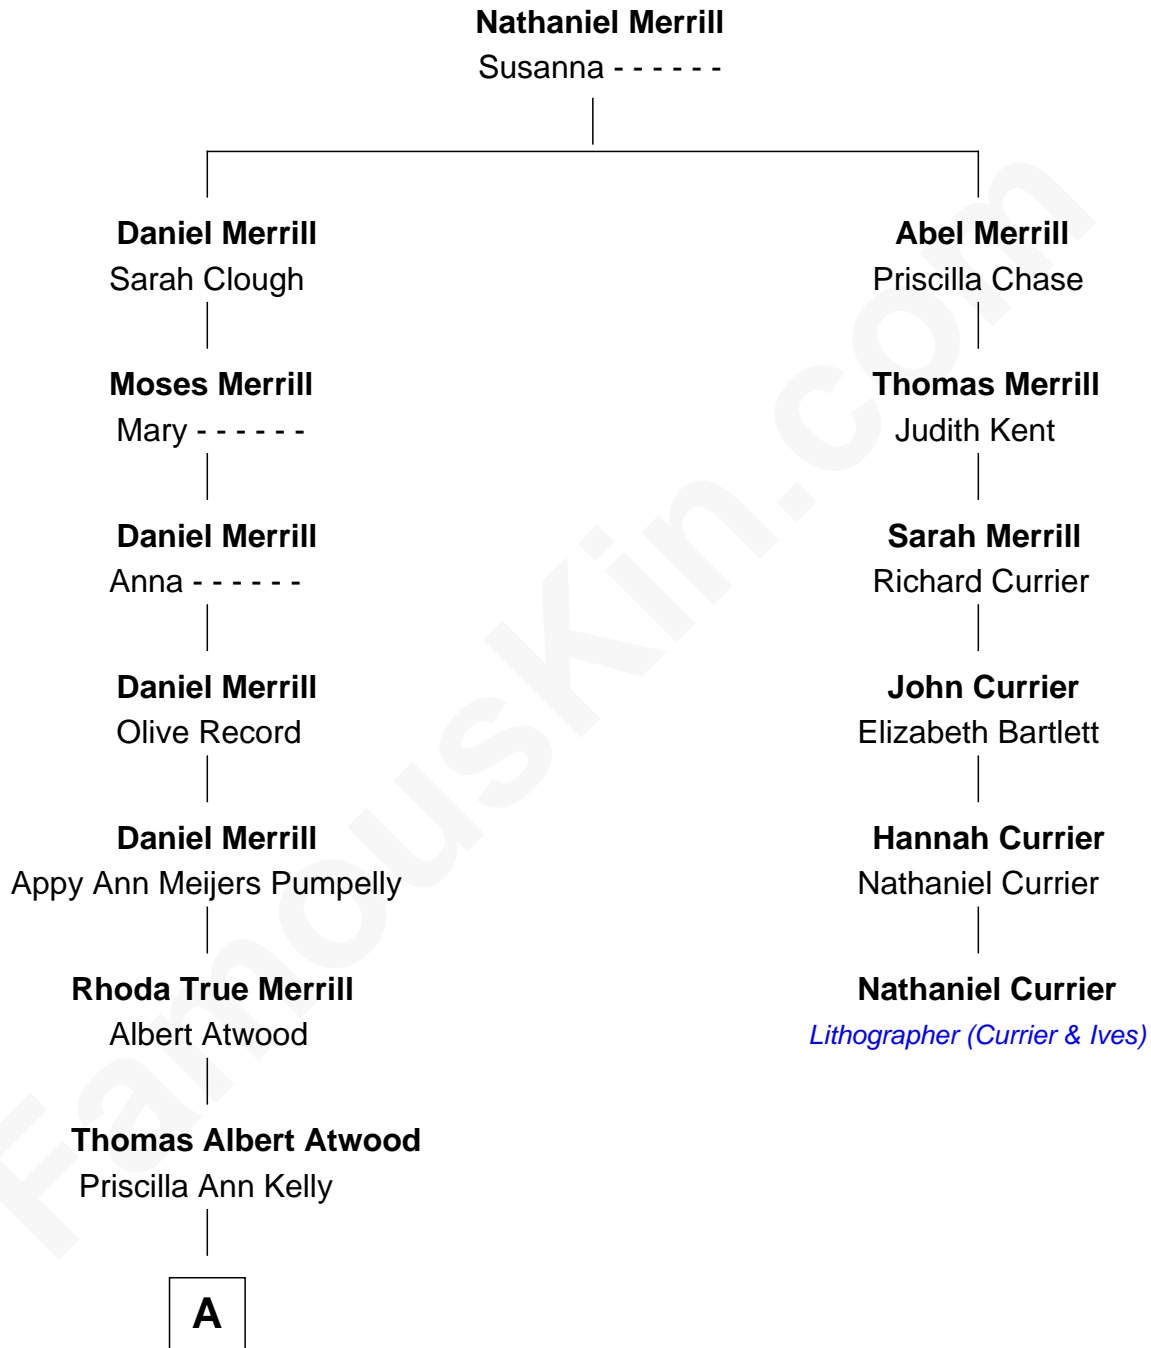 Nathaniel Merrill
Susanna - - - - - -
Daniel Merrill
Sarah Clough
Moses Merrill
Mary - - - - - -
Daniel Merrill
Anna - - - - - -
Daniel Merrill
Olive Record
Daniel Merrill
Appy Ann Meijers Pumpelly
Rhoda True Merrill
Albert Atwood
Thomas Albert Atwood
Priscilla Ann Kelly
A
Abel Merrill
Priscilla Chase
Thomas Merrill
Judith Kent
Sarah Merrill
Richard Currier
John Currier
Elizabeth Bartlett
Hannah Currier
Nathaniel Currier
Nathaniel Currier
Lithographer (Currier & Ives)
FamousKin.com